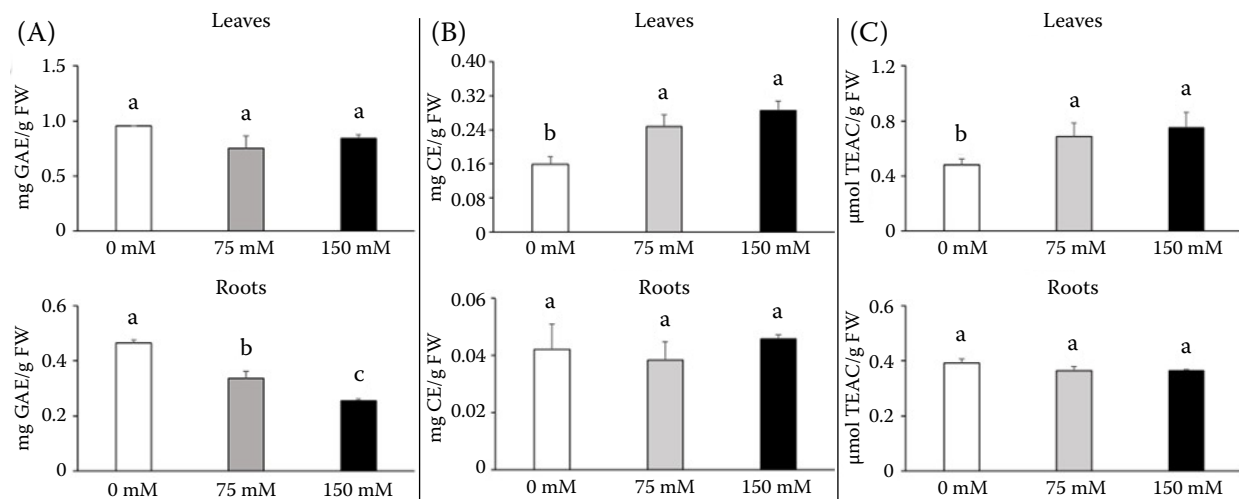 (A)
Leaves
mg GAE/g FW
1.5
1.0
0.5
0
a
a
a
0 mM
75 mM
150 mM
Roots
mg GAE/g FW
0.6
0.4
0.2
0
a
b
c
0 mM
75 mM
150 mM
(B)
Leaves
mg CE/g FW
0.40
0.32
0.24
0.16
0.08
0
b
a
a
0 mM
75 mM
150 mM
Roots
mg CE/g FW
0.06
0.04
0.02
0
a
a
a
0 mM
75 mM
150 mM
(C)
Leaves
µmol TEAC/g FW
1.2
0.8
0.4
0
b
a
a
0 mM
75 mM
150 mM
Roots
µmol TEAC/g FW
0.6
0.4
0.2
0
a
a
a
0 mM
75 mM
150 mM